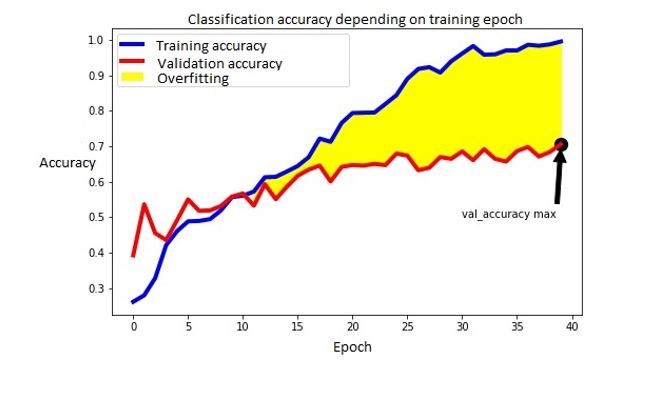 Classification accuracy depending on training epoch
Training accuracy
Validation accuracy
Overfitting
1.0
0.9
0.8
0.7
0.6
0.5
0.4
0.3
Accuracy
val_accuracy max
0 5 10 15 20 25 30 35 40
Epoch